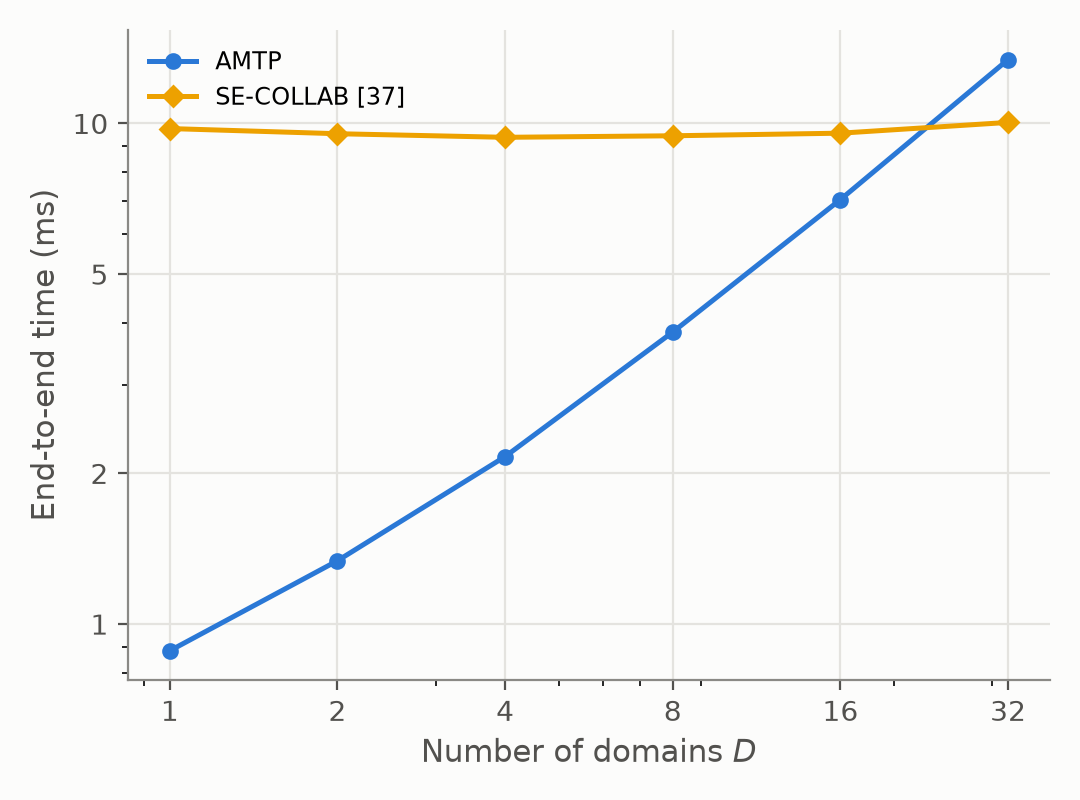 AMTP
SE-COLLAB [37]
End-to-end time (ms)
10
5
2
1
1 2 4 8 16 32
Number of domains D